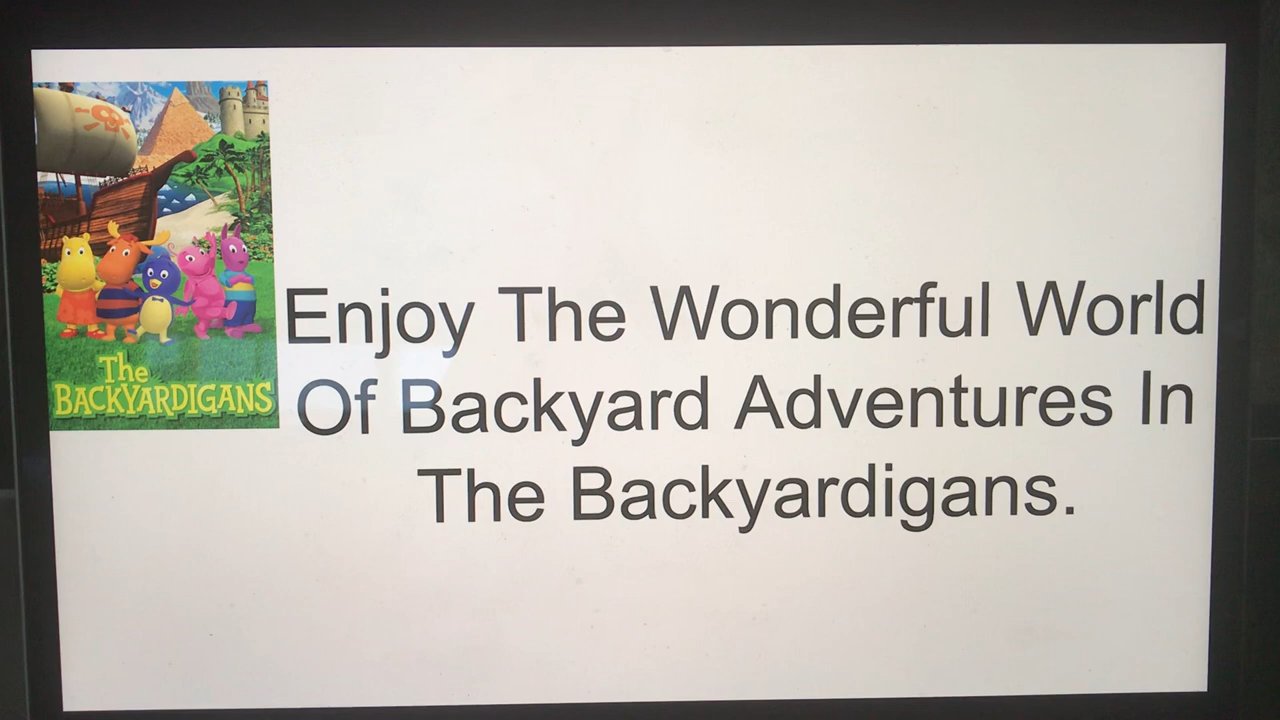 The
BACKYARDIGANS
Enjoy The Wonderful World
Of Backyard Adventures In
The Backyardigans.